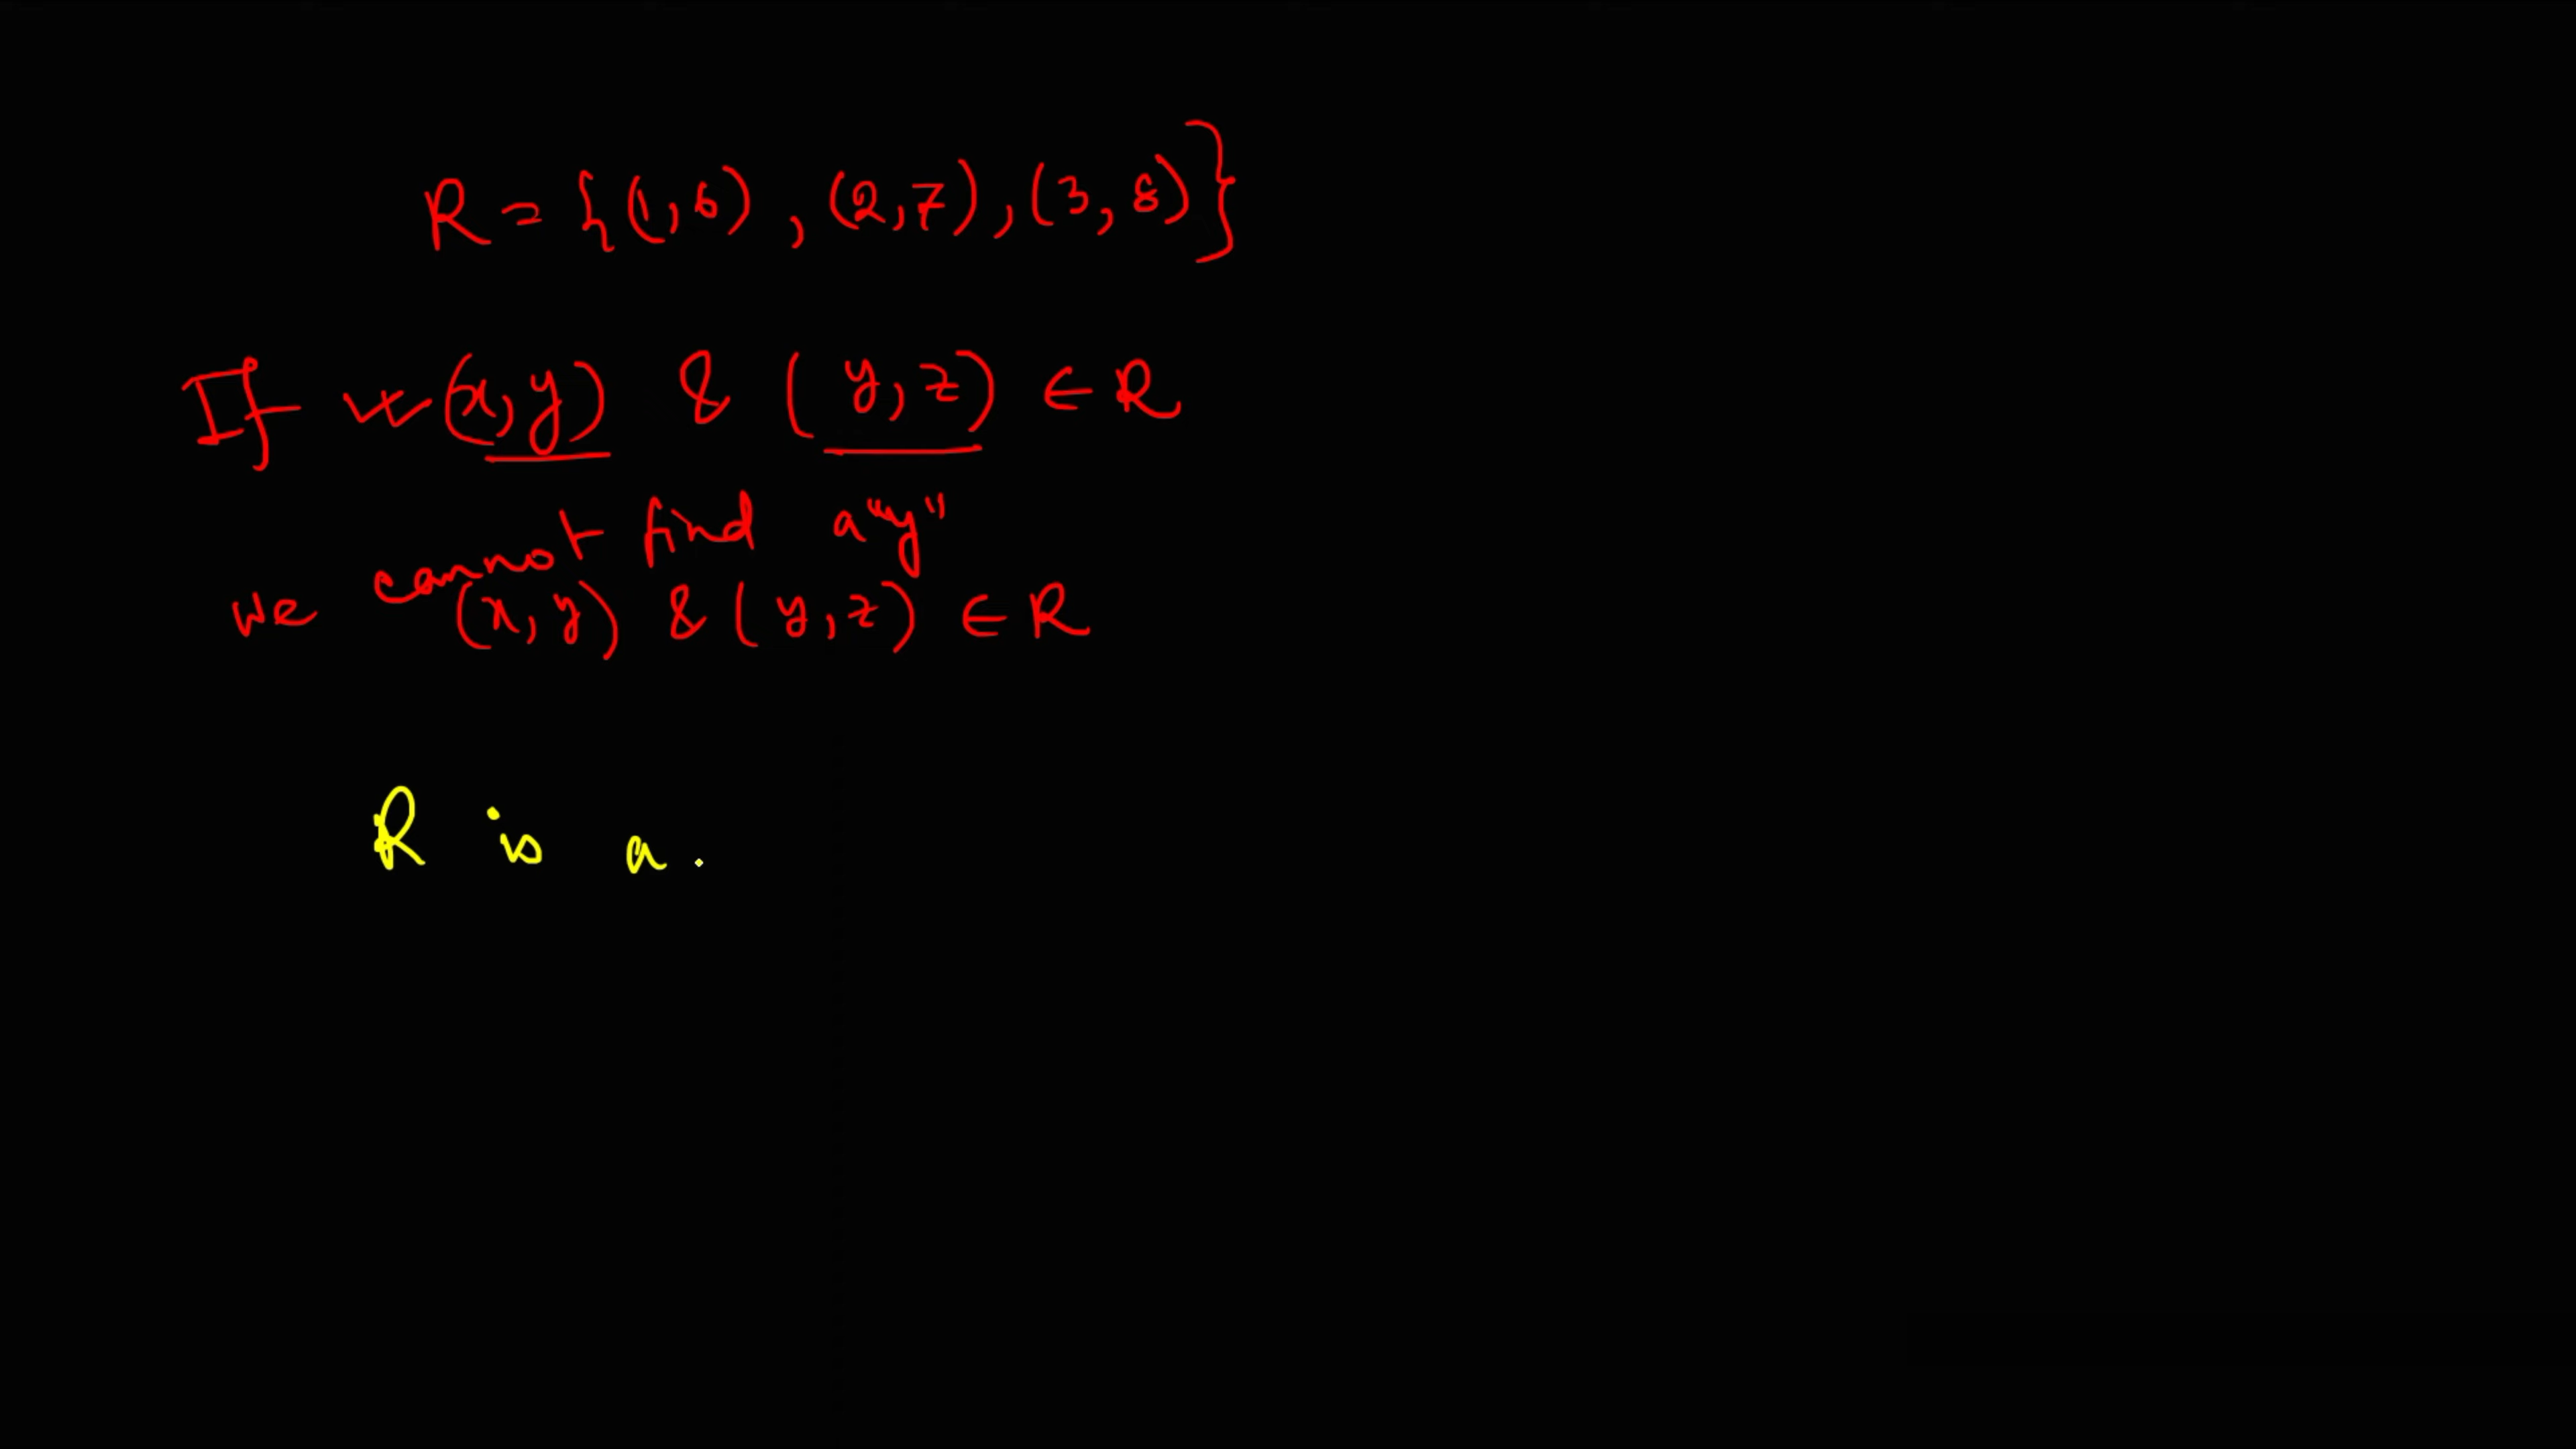 R = {(1,6), (2,7), (3,8)}
If (x,y) & (y,z) ∈ R
we cannot find a "y"
(x,y) & (y,z) ∈ R
R is a .